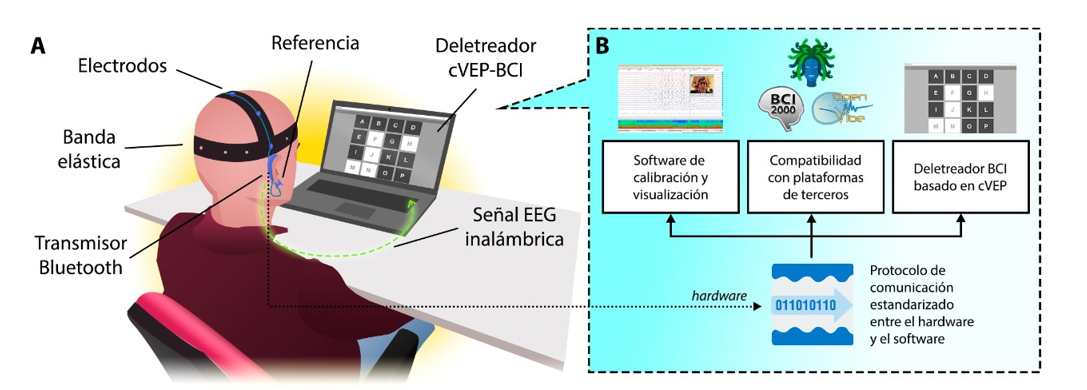 A
Electrodos
Referencia
Deletreador
cVEP-BCI
Banda
elástica
Transmisor
Bluetooth
Señal EEG
inalámbrica
A B C D
E F G H
I J K L
M N O P
B
BCI
2000
Open
Vibe
A B C D
E F G H
I J K L
M N O P
Software de
calibración y
visualización
Compatibilidad
con plataformas
de terceros
Deletreador BCI
basado en cVEP
hardware
011010110
Protocolo de
comunicación
estandarizado
entre el hardware
y el software